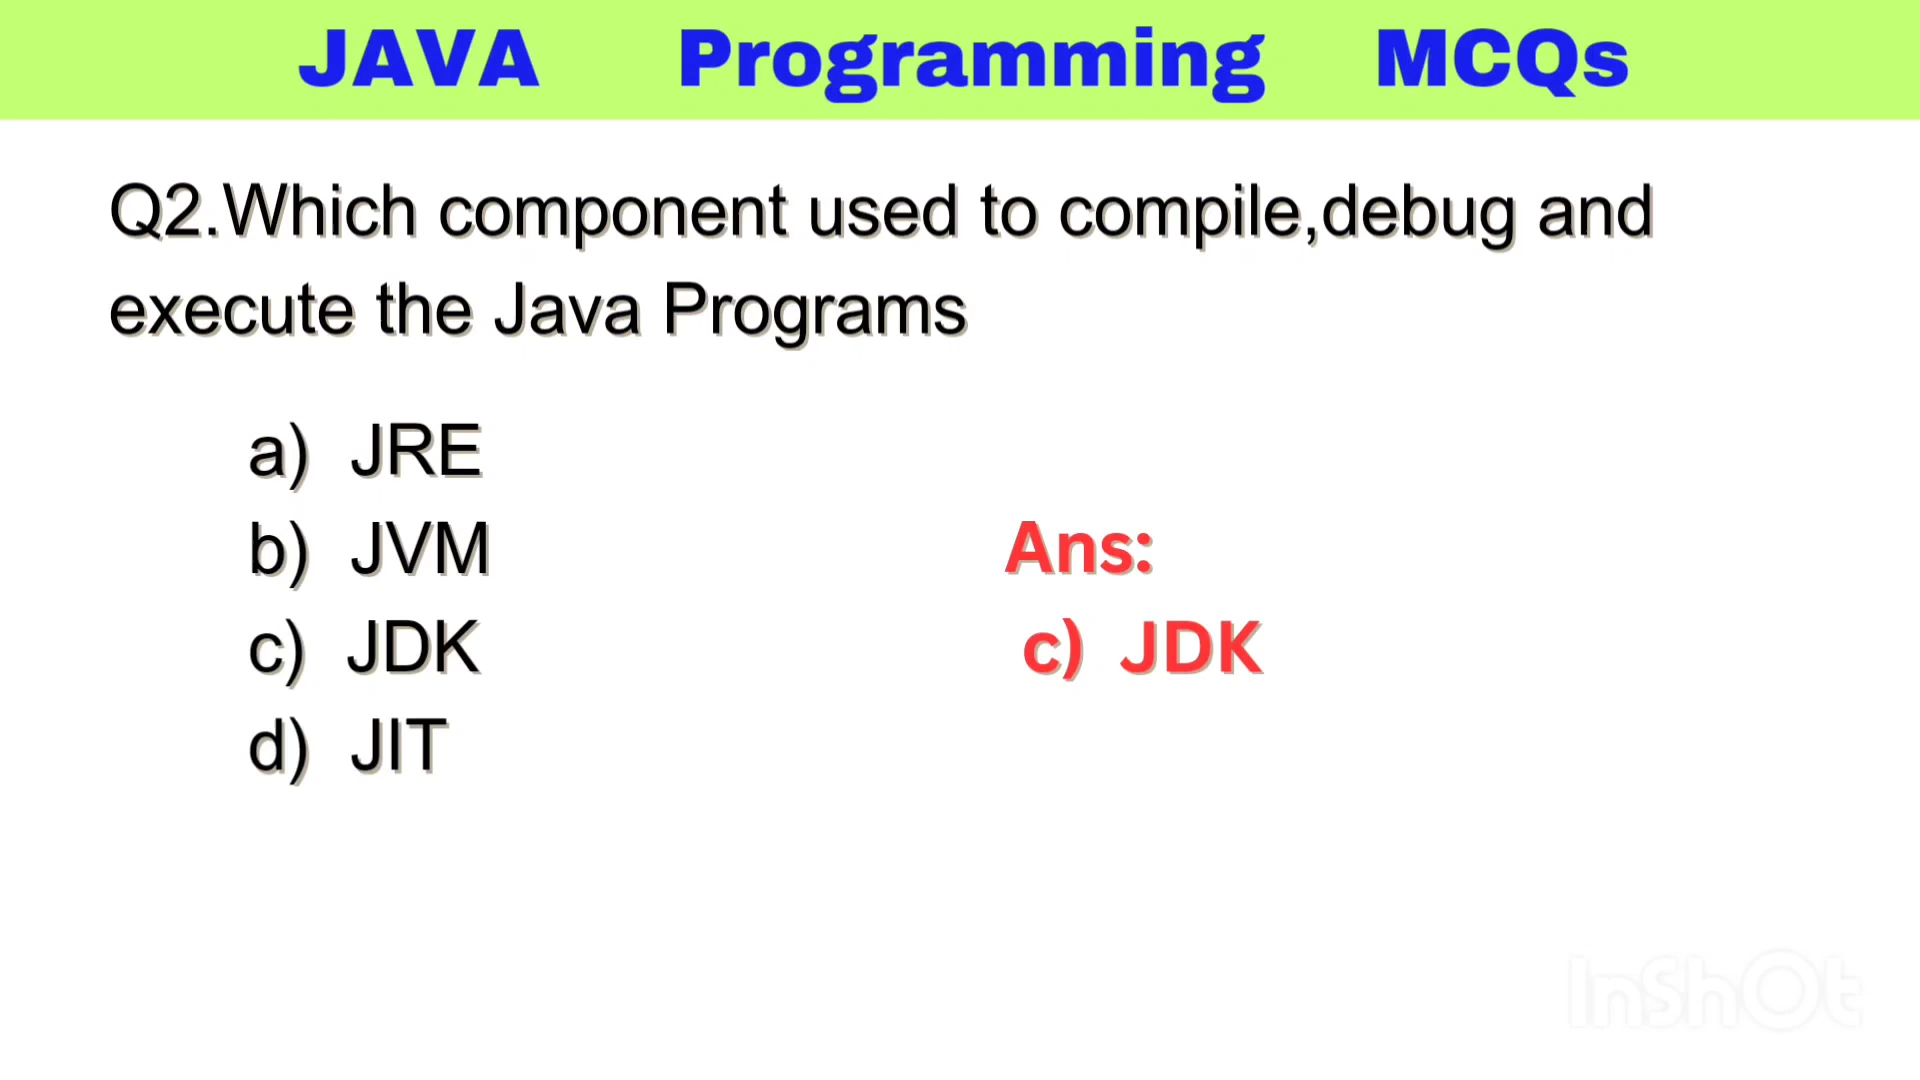 JAVA Programming MCQs
Q2.Which component used to compile,debug and
execute the Java Programs
a) JRE
b) JVM
Ans:
c) JDK
c) JDK
d) JIT
InShOt